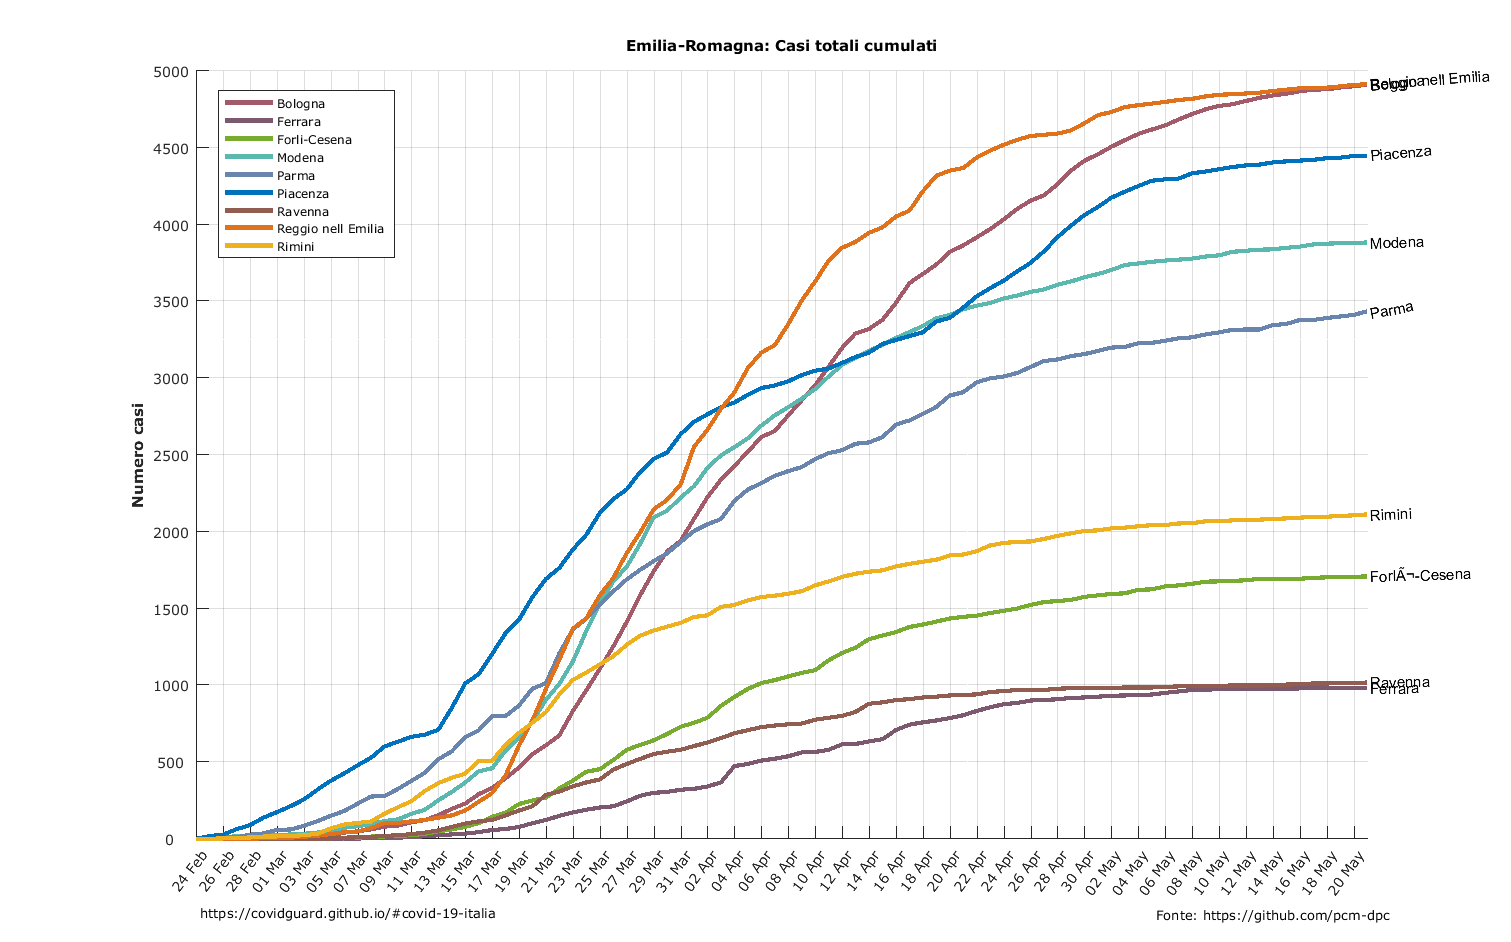 Emilia-Romagna: Casi totali cumulati
5000
4500
4000
3500
3000
2500
2000
1500
1000
500
0
Numero casi
Bologna
Ferrara
Forlì-Cesena
Modena
Parma
Piacenza
Ravenna
Reggio nell Emilia
Rimini
Bologna
Reggio nell Emilia
Piacenza
Modena
Parma
Rimini
ForlÃ¬-Cesena
Ravenna
Ferrara
24 Feb
26 Feb
28 Feb
01 Mar
03 Mar
05 Mar
07 Mar
09 Mar
11 Mar
13 Mar
15 Mar
17 Mar
19 Mar
21 Mar
23 Mar
25 Mar
27 Mar
29 Mar
31 Mar
02 Apr
04 Apr
06 Apr
08 Apr
10 Apr
12 Apr
14 Apr
16 Apr
18 Apr
20 Apr
22 Apr
24 Apr
26 Apr
28 Apr
30 Apr
02 May
04 May
06 May
08 May
10 May
12 May
14 May
16 May
18 May
20 May
https://covidguard.github.io/#covid-19-italia
Fonte: https://github.com/pcm-dpc